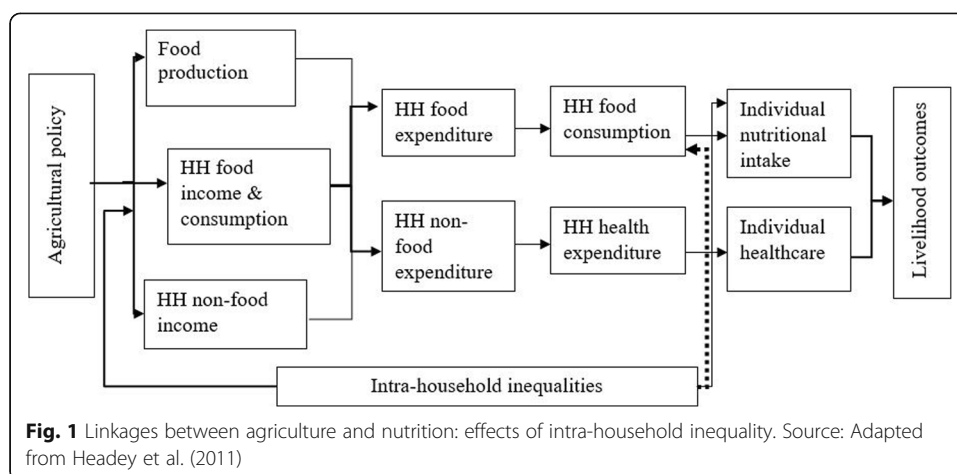 Agricultural policy
Food
production
HH food
income &
consumption
HH non-food
income
HH food
expenditure
HH non-
food
expenditure
HH food
consumption
HH health
expenditure
Individual
nutritional
intake
Individual
healthcare
Livelihood outcomes
Intra-household inequalities
Fig. 1 Linkages between agriculture and nutrition: effects of intra-household inequality. Source: Adapted
from Headey et al. (2011)